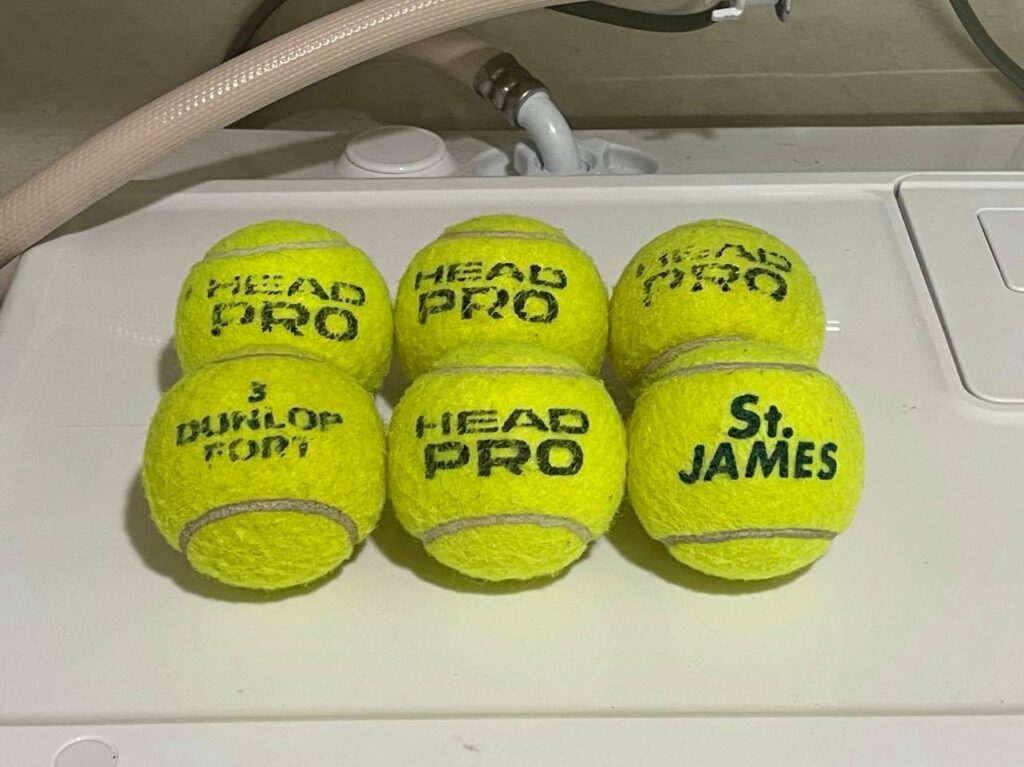 HEAD
PRO
HEAD
PRO
HEAD
PRO
3
DUNLOP
FORT
HEAD
PRO
St.
JAMES